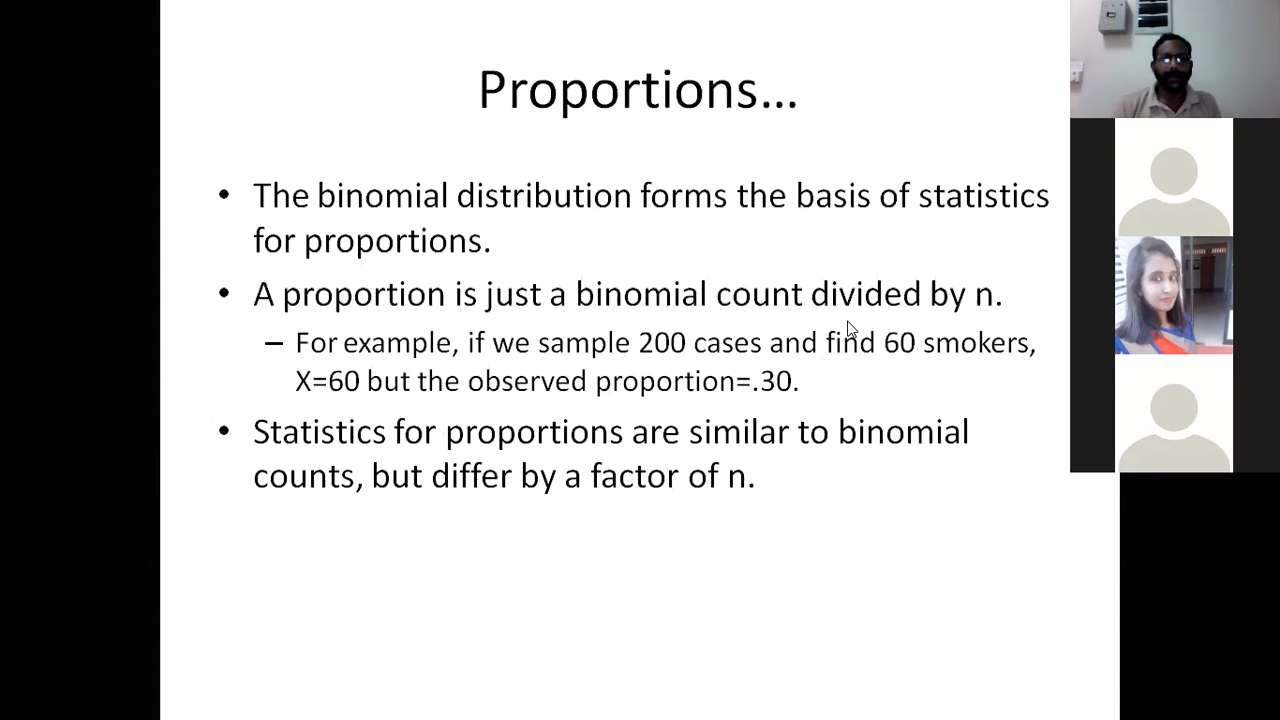 Proportions…
• The binomial distribution forms the basis of statistics
for proportions.
• A proportion is just a binomial count divided by n.
– For example, if we sample 200 cases and find 60 smokers,
X=60 but the observed proportion=.30.
• Statistics for proportions are similar to binomial
counts, but differ by a factor of n.